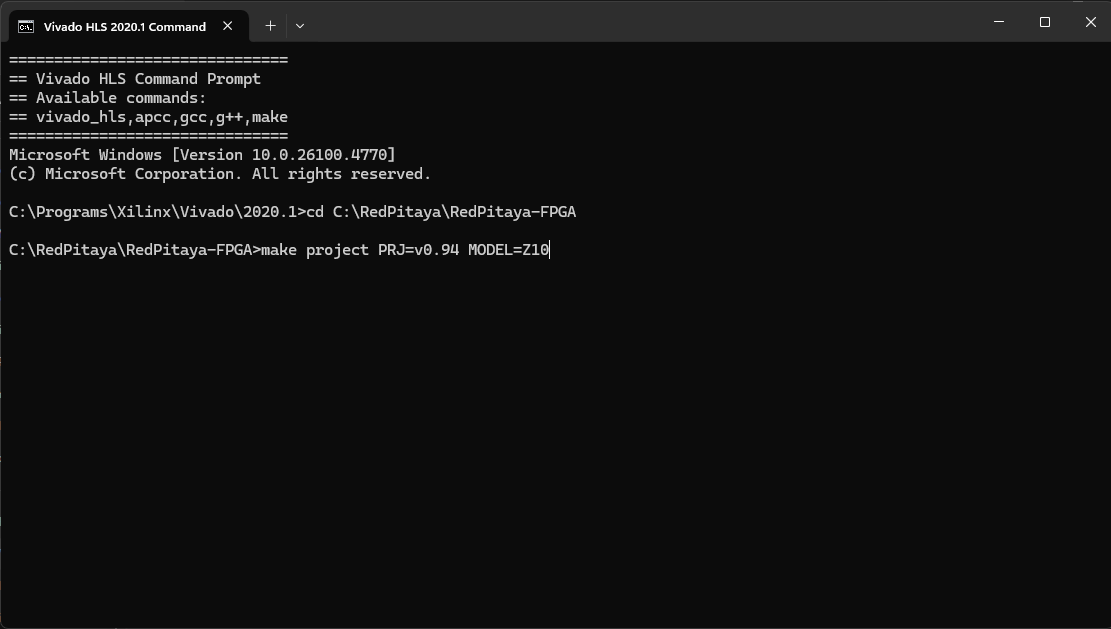 Vivado HLS 2020.1 Command
===============================
== Vivado HLS Command Prompt
== Available commands:
== vivado_hls,apcc,gcc,g++,make
===============================
Microsoft Windows [Version 10.0.26100.4770]
(c) Microsoft Corporation. All rights reserved.
C:\Programs\Xilinx\Vivado\2020.1>cd C:\RedPitaya\RedPitaya-FPGA
C:\RedPitaya\RedPitaya-FPGA>make project PRJ=v0.94 MODEL=Z10